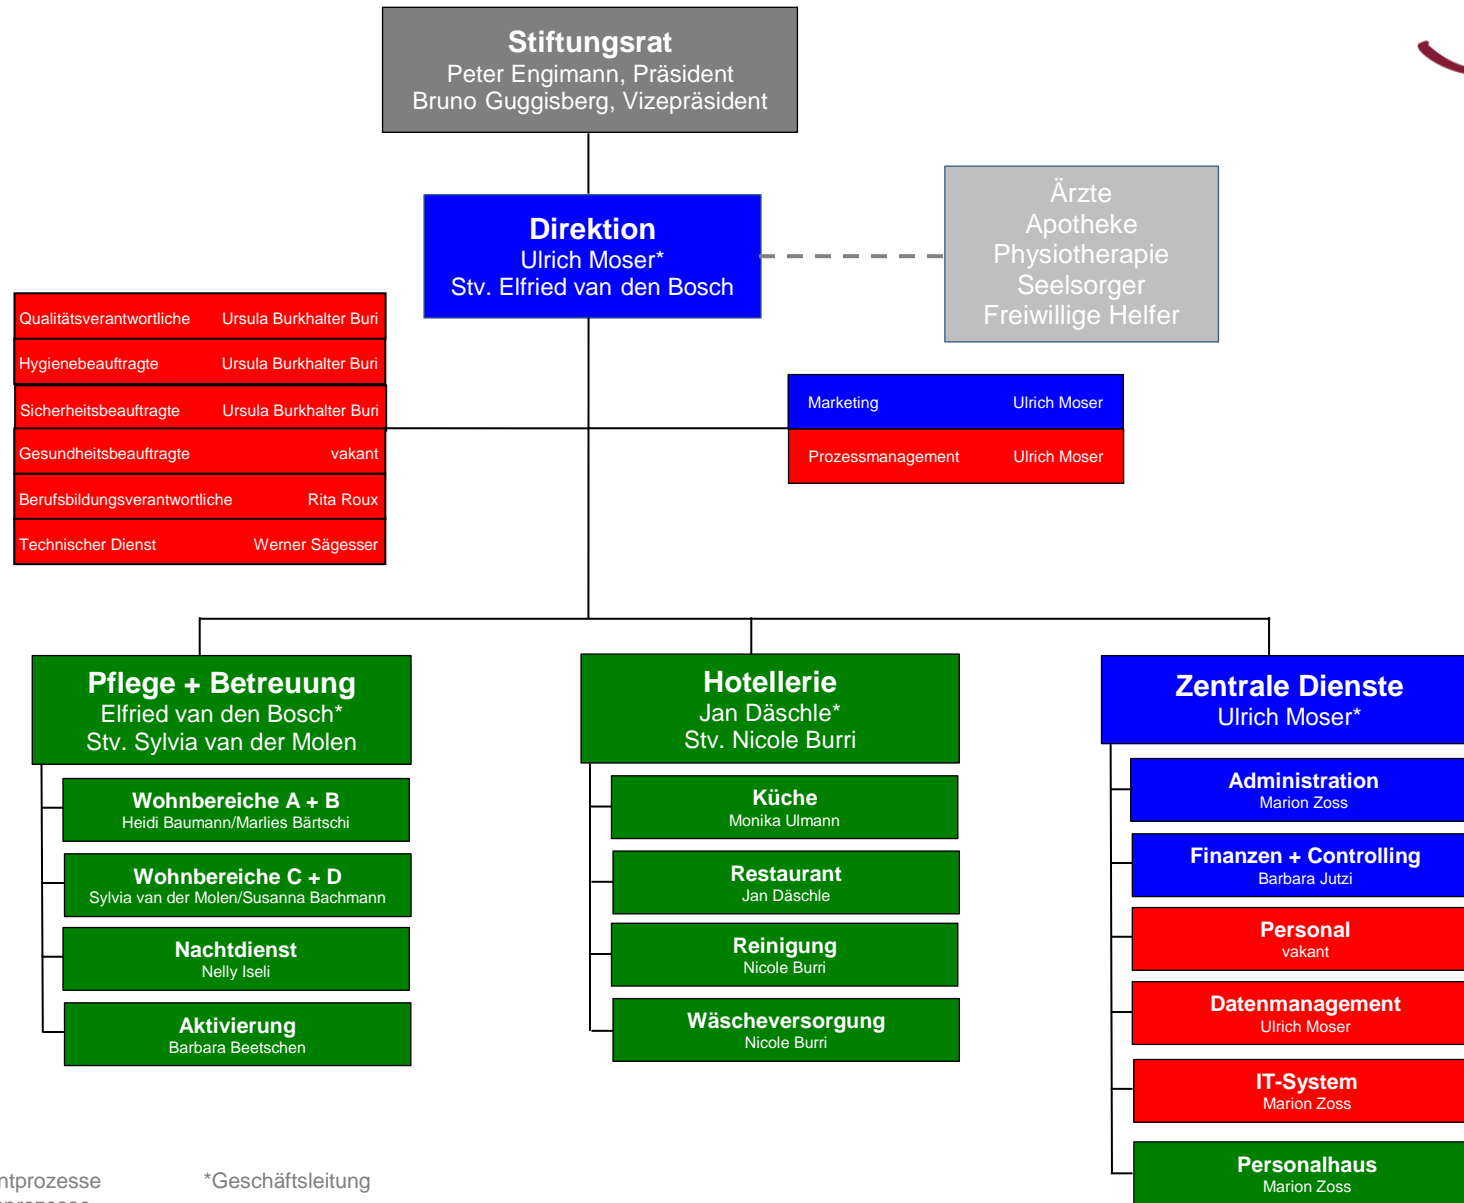 Stiftungsrat
Peter Engimann, Präsident
Bruno Guggisberg, Vizepräsident
Direktion
Ulrich Moser*
Stv. Elfried van den Bosch
Ärzte
Apotheke
Physiotherapie
Seelsorger
Freiwillige Helfer
Qualitätsverantwortliche Ursula Burkhalter Buri
Hygienebeauftragte Ursula Burkhalter Buri
Sicherheitsbeauftragte Ursula Burkhalter Buri
Gesundheitsbeauftragte vakant
Berufsbildungsverantwortliche Rita Roux
Technischer Dienst Werner Sägesser
Marketing Ulrich Moser
Prozessmanagement Ulrich Moser
Pflege + Betreuung
Elfried van den Bosch*
Stv. Sylvia van der Molen
Wohnbereiche A + B
Heidi Baumann/Marlies Bärtschi
Wohnbereiche C + D
Sylvia van der Molen/Susanna Bachmann
Nachtdienst
Nelly Iseli
Aktivierung
Barbara Beetschen
Hotellerie
Jan Däschle*
Stv. Nicole Burri
Küche
Monika Ulmann
Restaurant
Jan Däschle
Reinigung
Nicole Burri
Wäscheversorgung
Nicole Burri
Zentrale Dienste
Ulrich Moser*
Administration
Marion Zoss
Finanzen + Controlling
Barbara Jutzi
Personal
vakant
Datenmanagement
Ulrich Moser
IT-System
Marion Zoss
Personalhaus
Marion Zoss
ntprozesse
*Geschäftsleitung